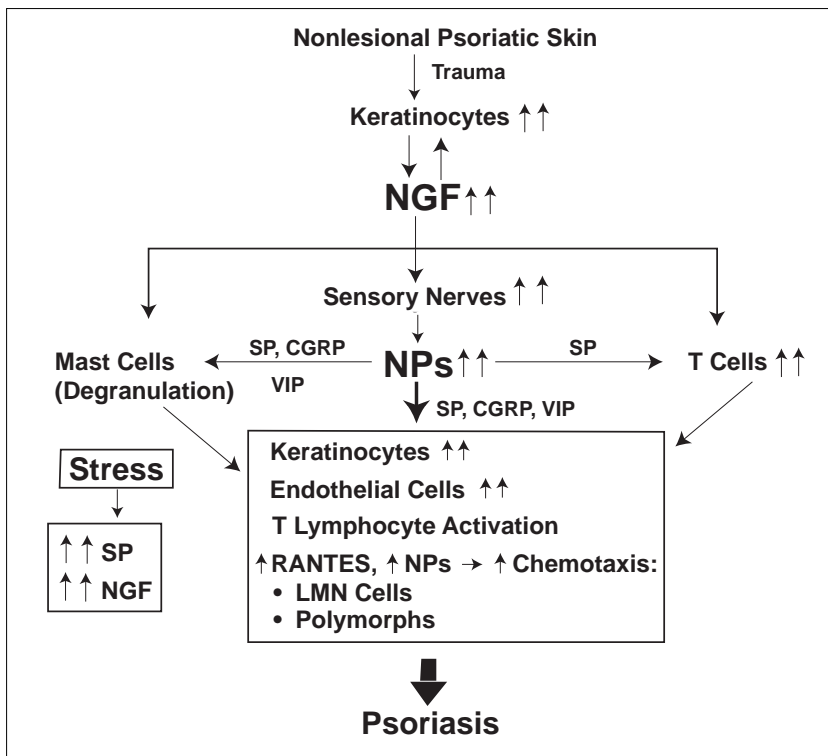 Nonlesional Psoriatic Skin
Trauma
Keratinocytes ↑↑
NGF ↑↑
Sensory Nerves ↑↑
Mast Cells
(Degranulation)
SP, CGRP
VIP
NPs ↑↑
SP
T Cells ↑↑
SP, CGRP, VIP
Keratinocytes ↑↑
Endothelial Cells ↑↑
T Lymphocyte Activation
↑RANTES, ↑NPs → ↑Chemotaxis:
• LMN Cells
• Polymorphs
Stress
↑↑ SP
↑↑ NGF
Psoriasis